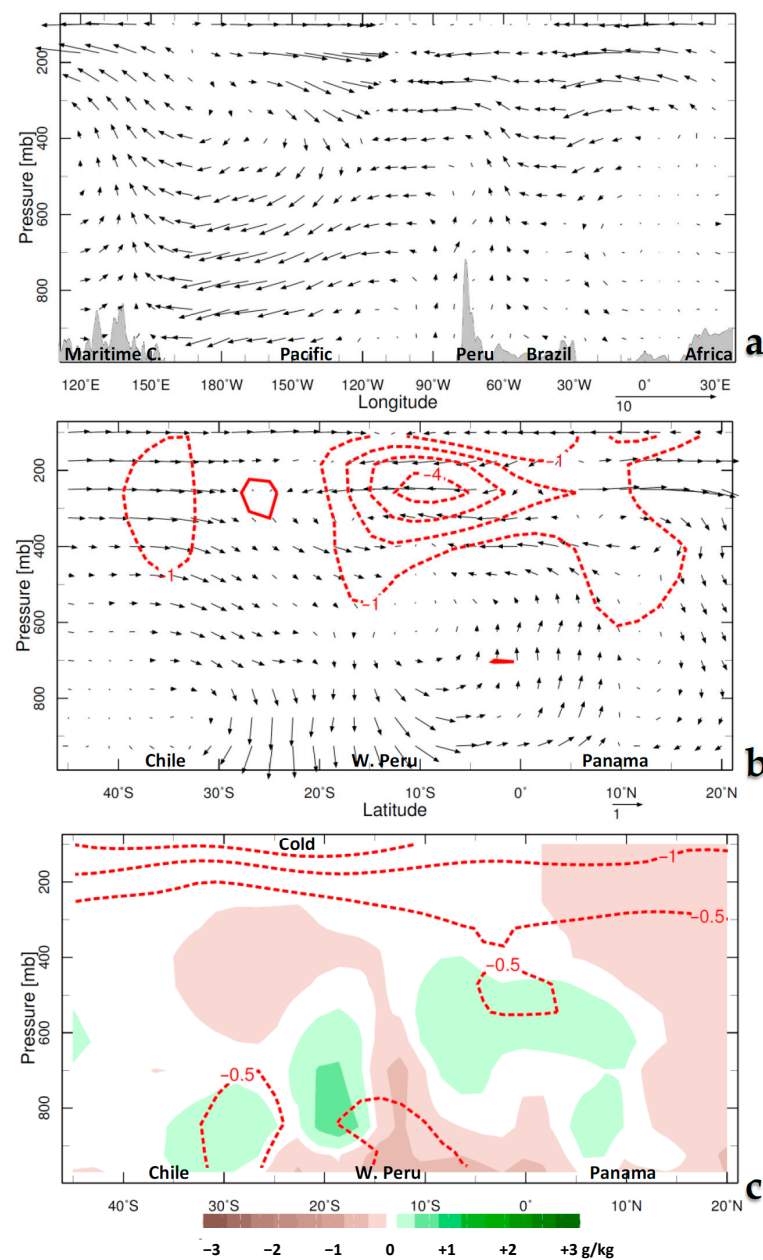 200
400
600
800
Pressure [mb]
Maritime C. Pacific Peru Brazil Africa
a
120°E 150°E 180°W 150°W 120°W 90°W 60°W 30°W 0° 30°E
Longitude
10
200
400
600
800
Pressure [mb]
−1
−4
−1
−1
Chile W. Peru Panama
b
40°S 30°S 20°S 10°S 0° 10°N 20°N
Latitude
1
Cold
200
400
600
800
Pressure [mb]
−1
−0.5
−0.5
−0.5
Chile W. Peru Panama
c
40°S 30°S 20°S 10°S 0° 10°N 20°N
−3 −2 −1 0 +1 +2 +3 g/kg